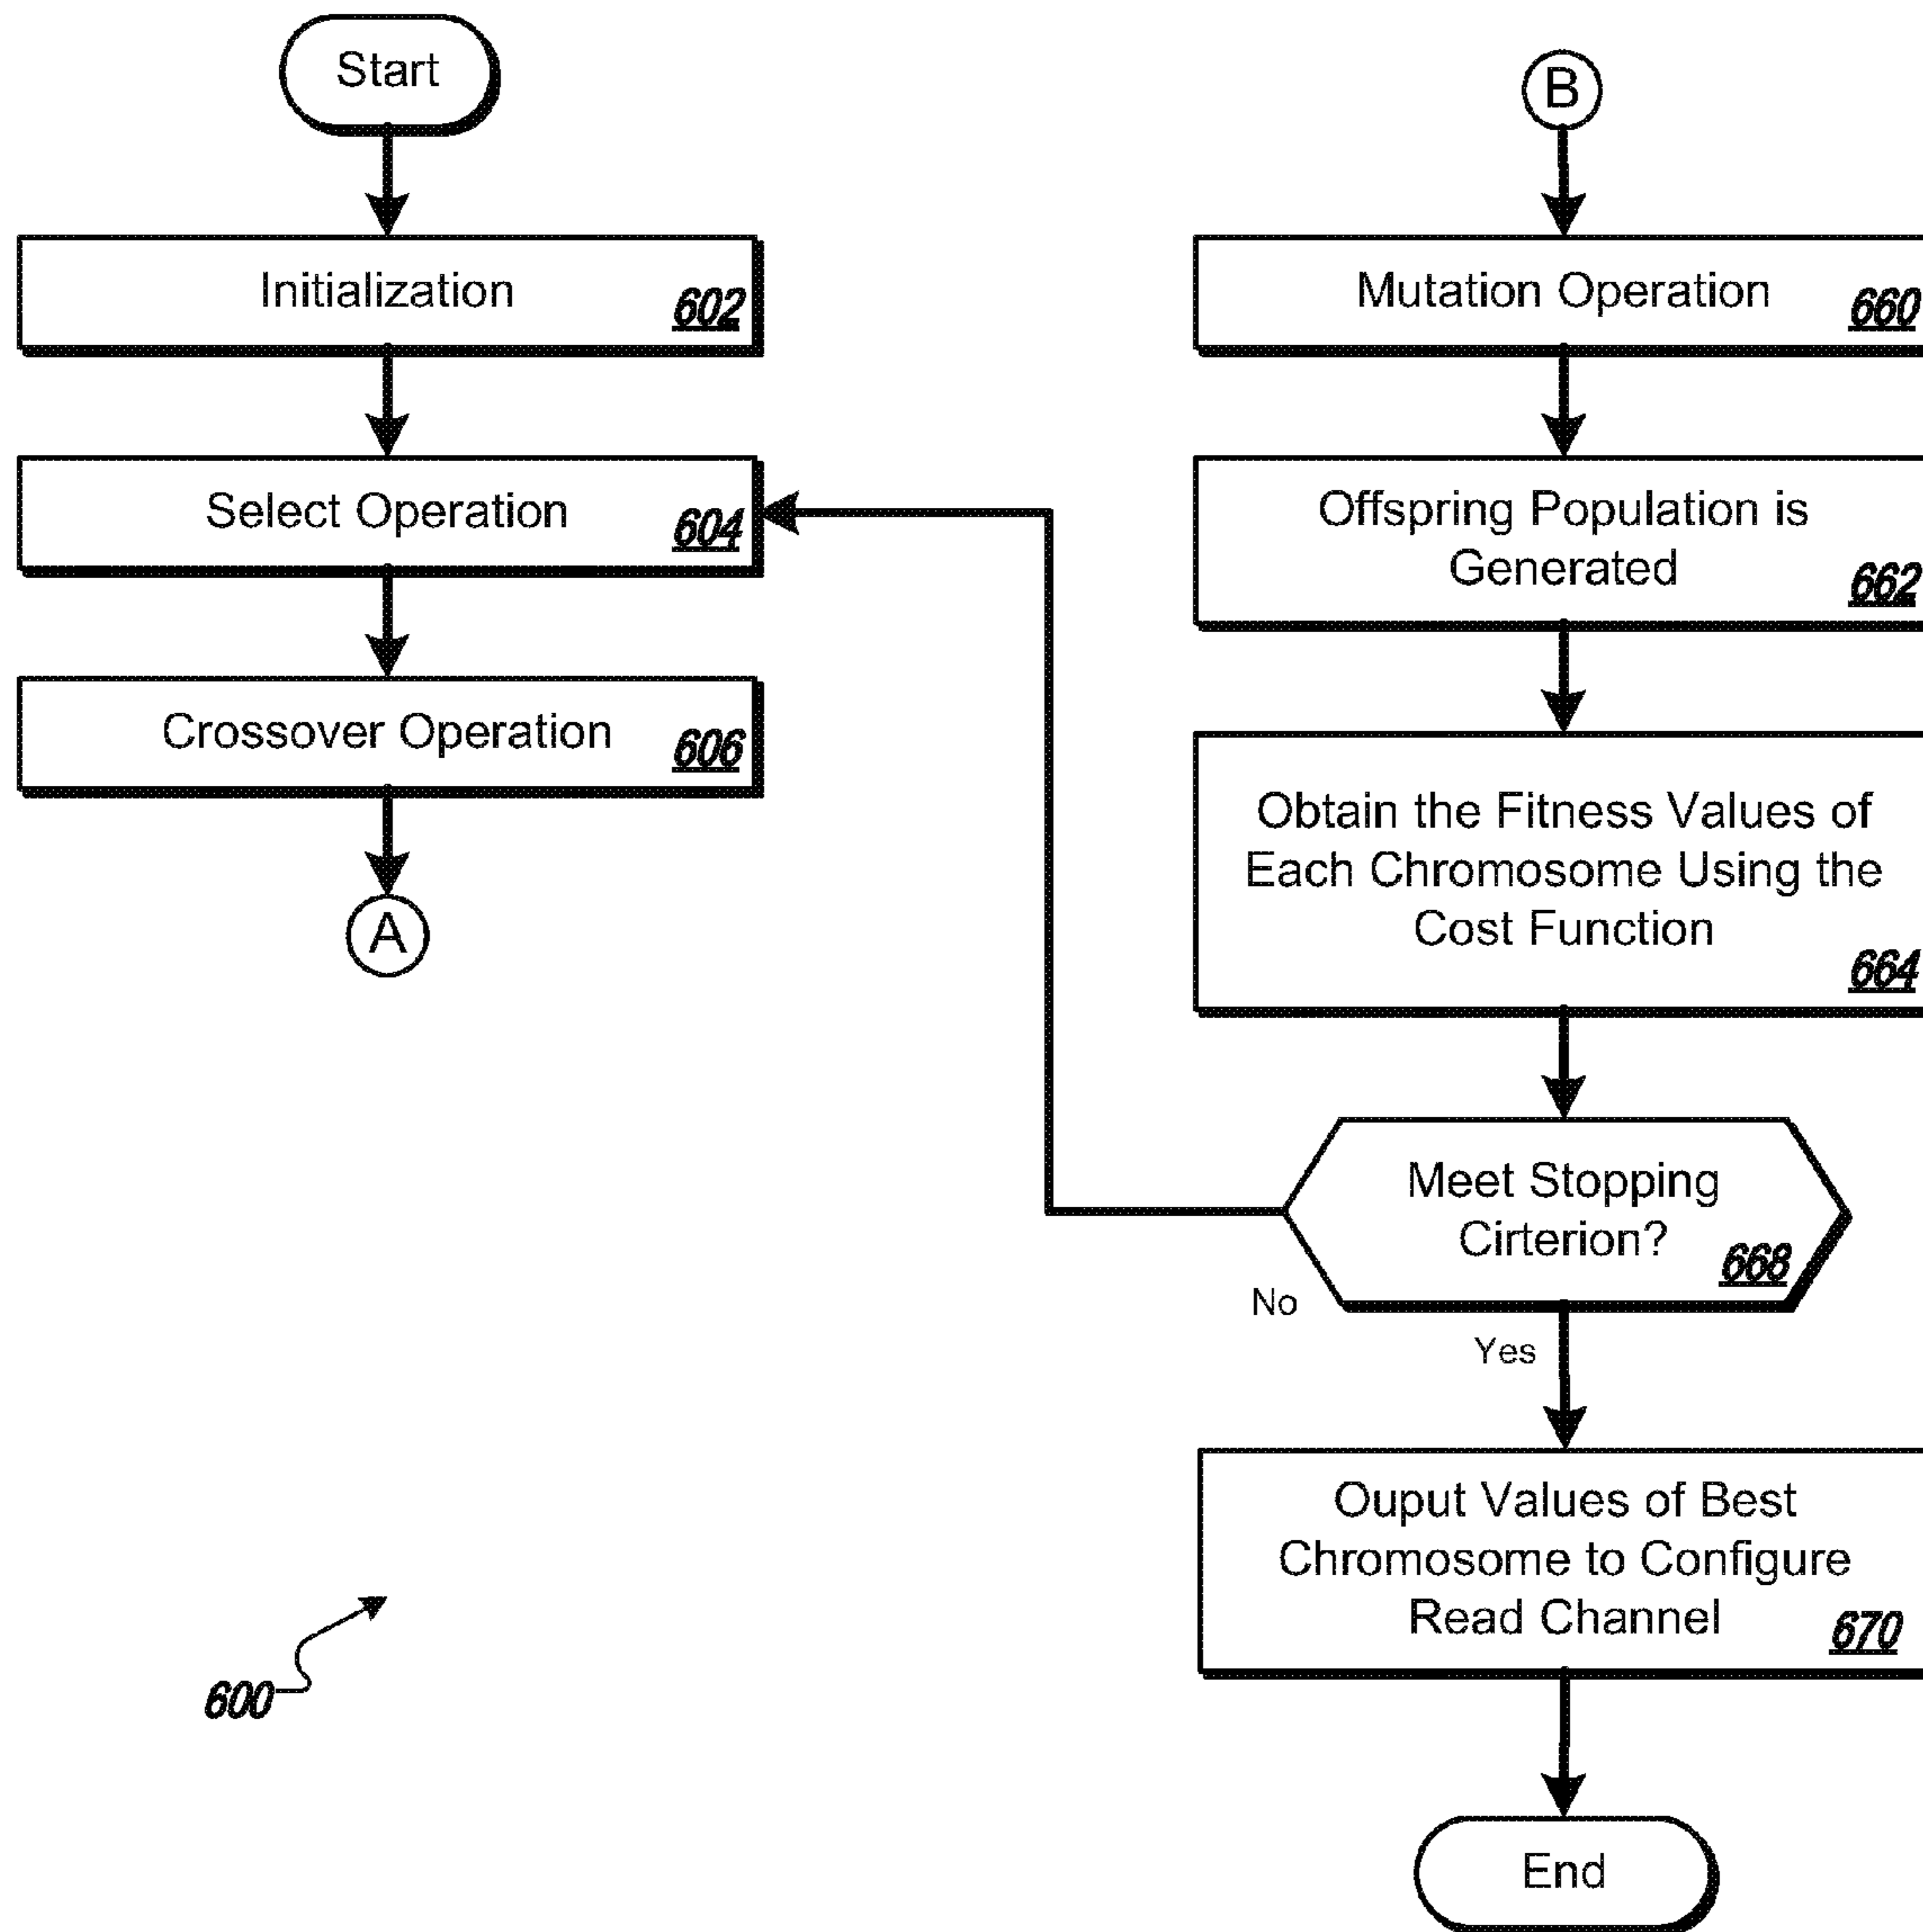 Start
Initialization
602
Select Operation
604
Crossover Operation
606
A
B
Mutation Operation
660
Offspring Population is
Generated
662
Obtain the Fitness Values of
Each Chromosome Using the
Cost Function
664
Meet Stopping
Cirterion?
668
No
Yes
Ouput Values of Best
Chromosome to Configure
Read Channel
670
End
600